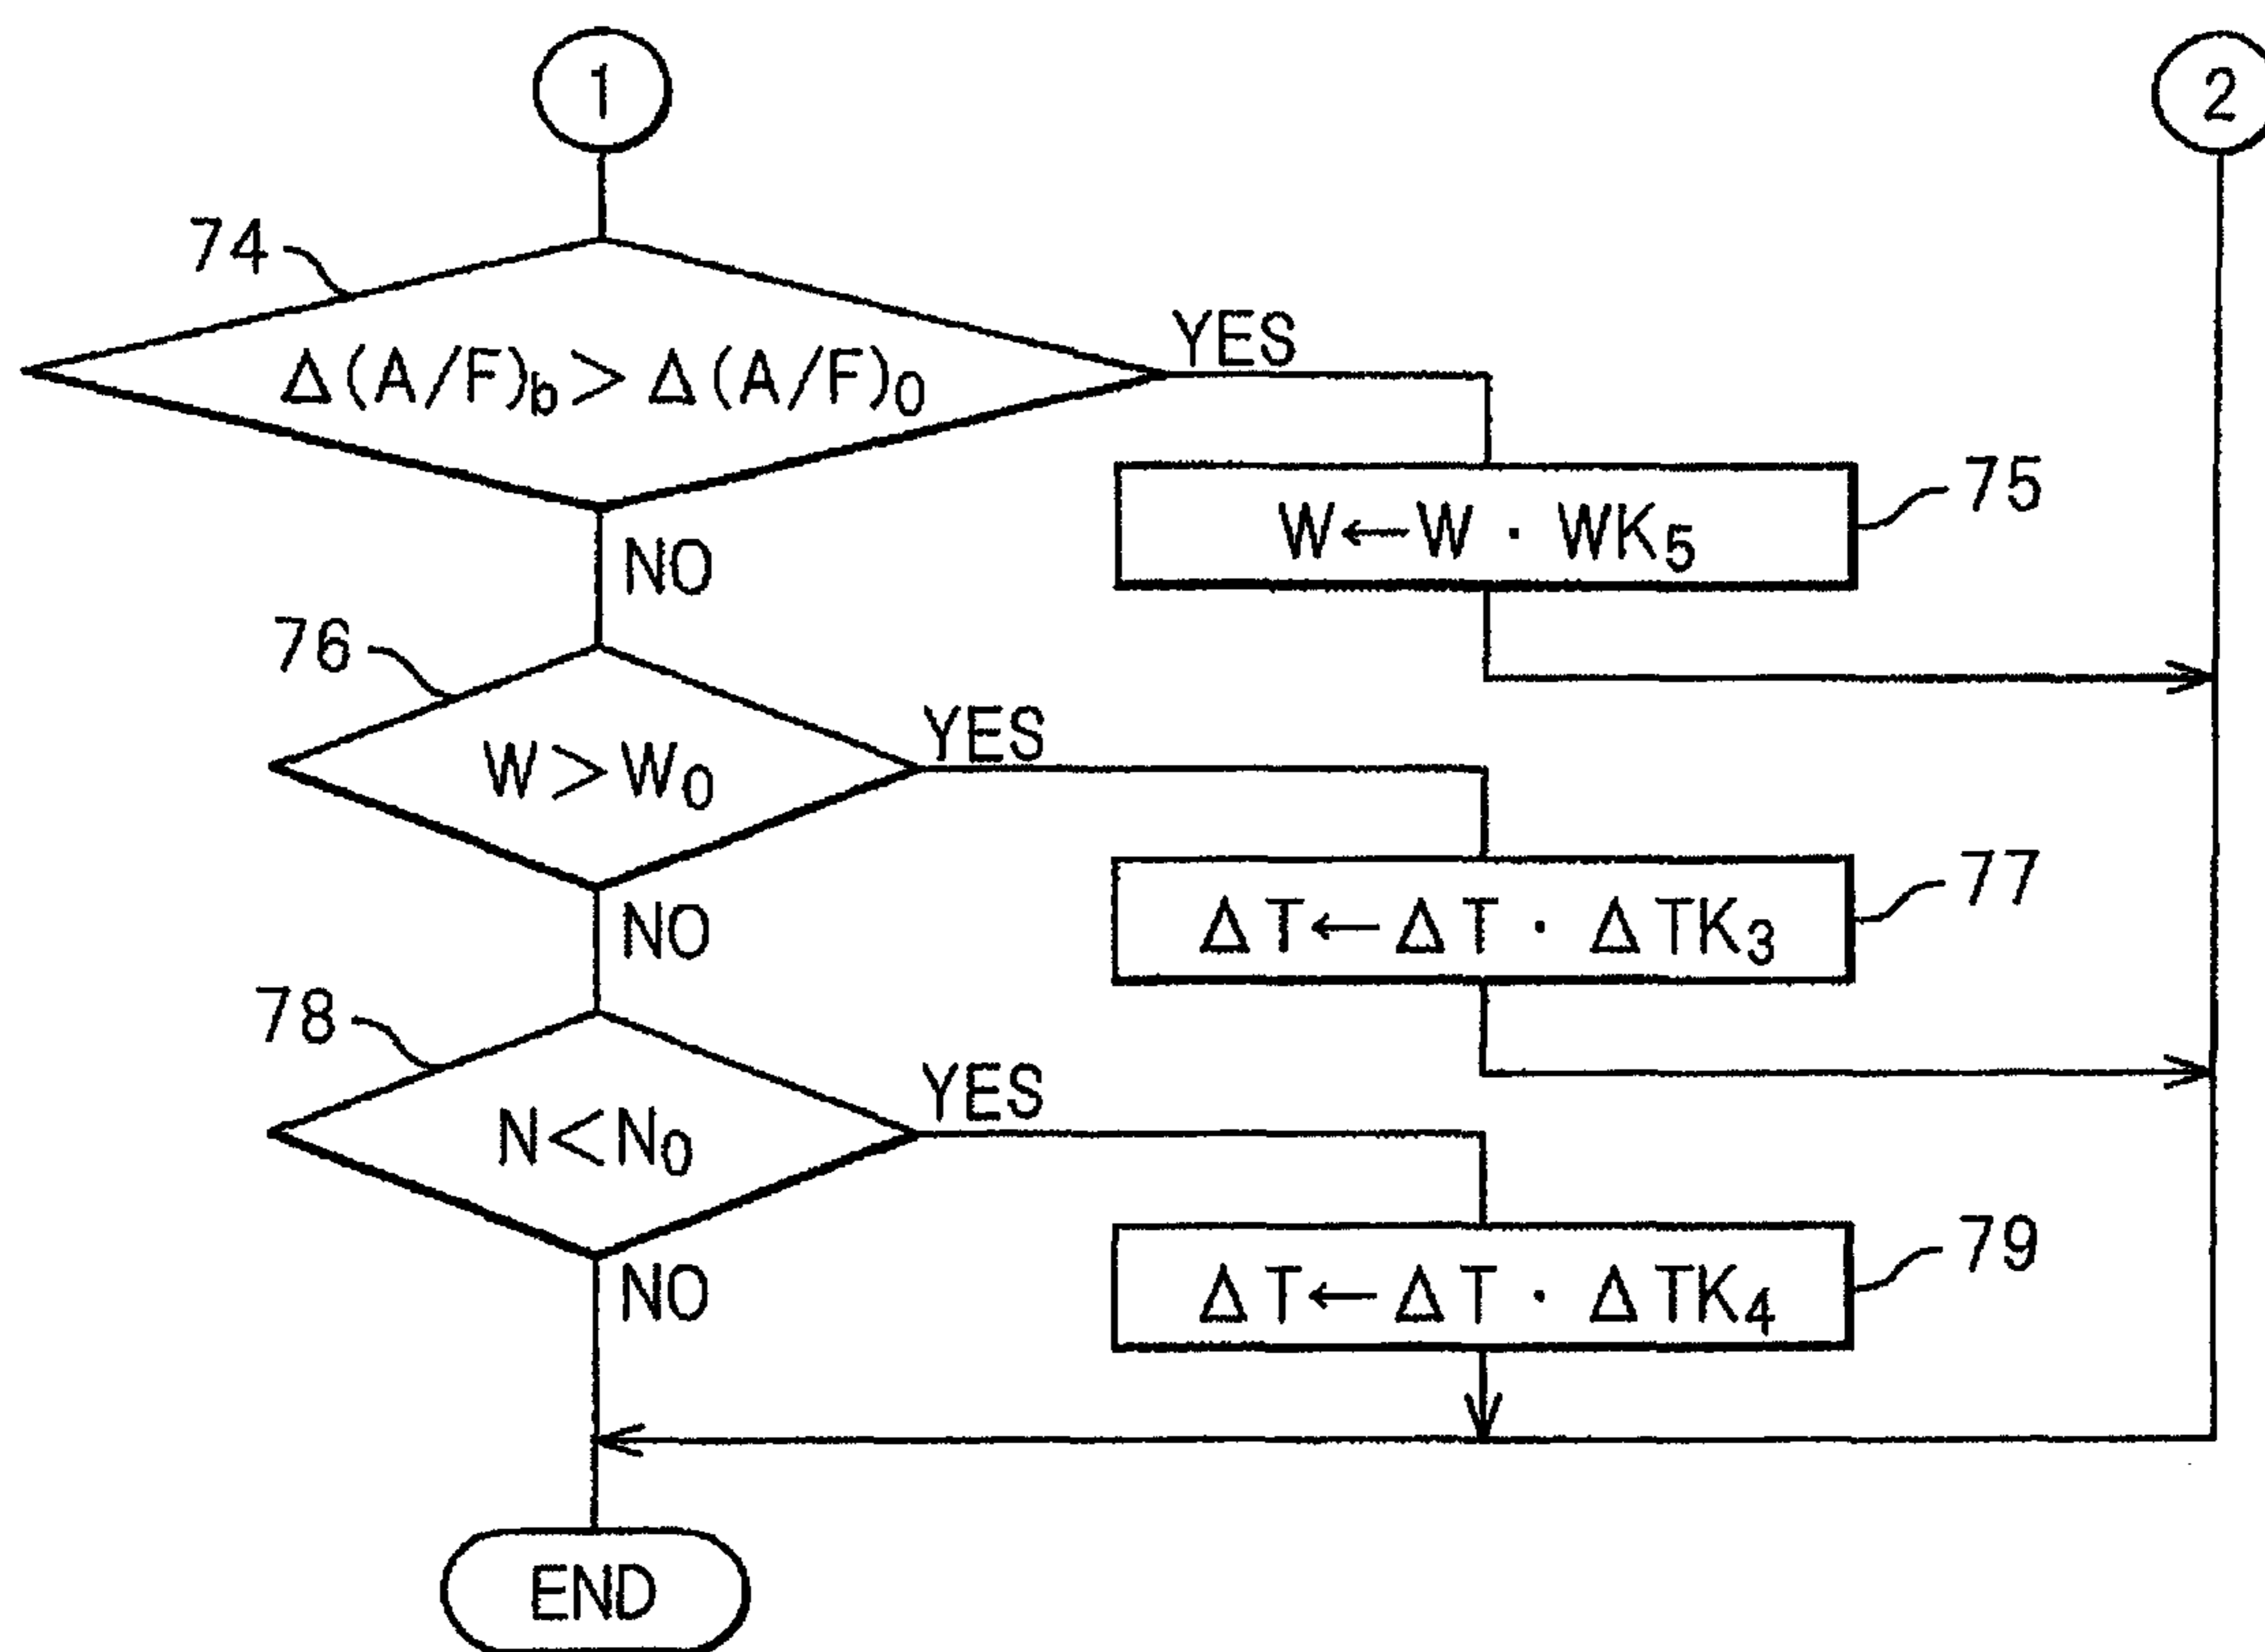 1
2
74
Δ(A/F)b > Δ(A/F)0
YES
75
W←W · WK5
NO
76
W>W0
YES
77
ΔT←ΔT · ΔTK3
NO
78
N<N0
YES
79
ΔT←ΔT · ΔTK4
NO
END